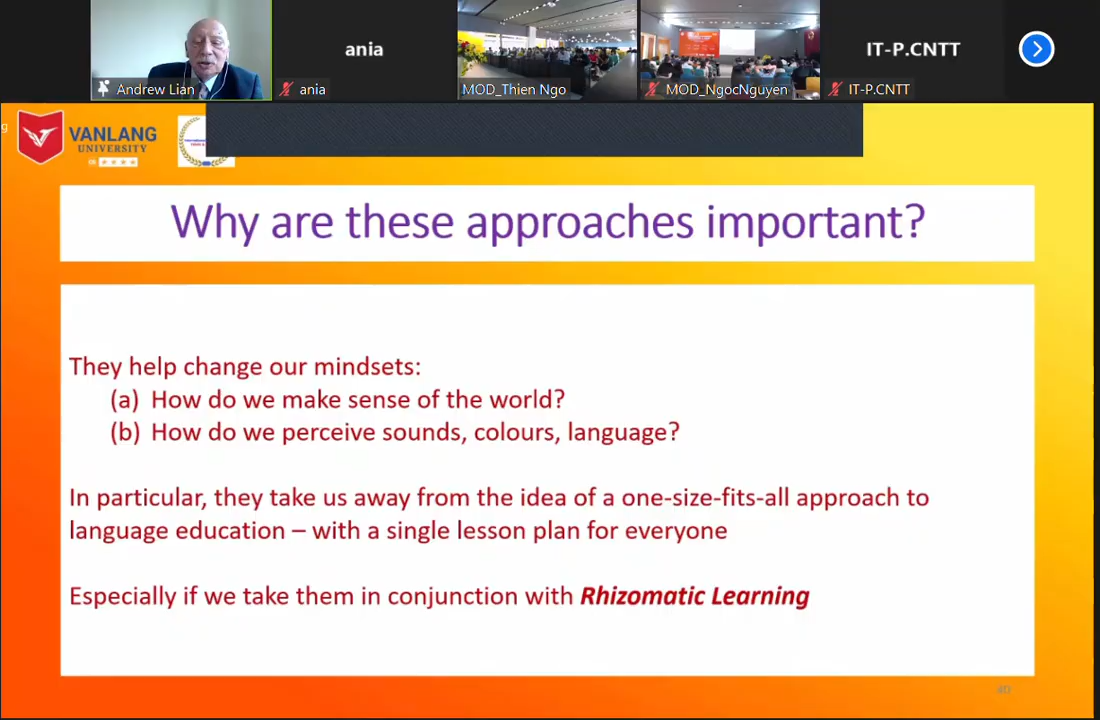 ania
IT-P.CNTT
Andrew Lian
ania
MOD_Thien Ngo
MOD_NgocNguyen
IT-P.CNTT
VANLANG
UNIVERSITY
Why are these approaches important?
They help change our mindsets:
(a) How do we make sense of the world?
(b) How do we perceive sounds, colours, language?
In particular, they take us away from the idea of a one-size-fits-all approach to
language education – with a single lesson plan for everyone
Especially if we take them in conjunction with Rhizomatic Learning
40